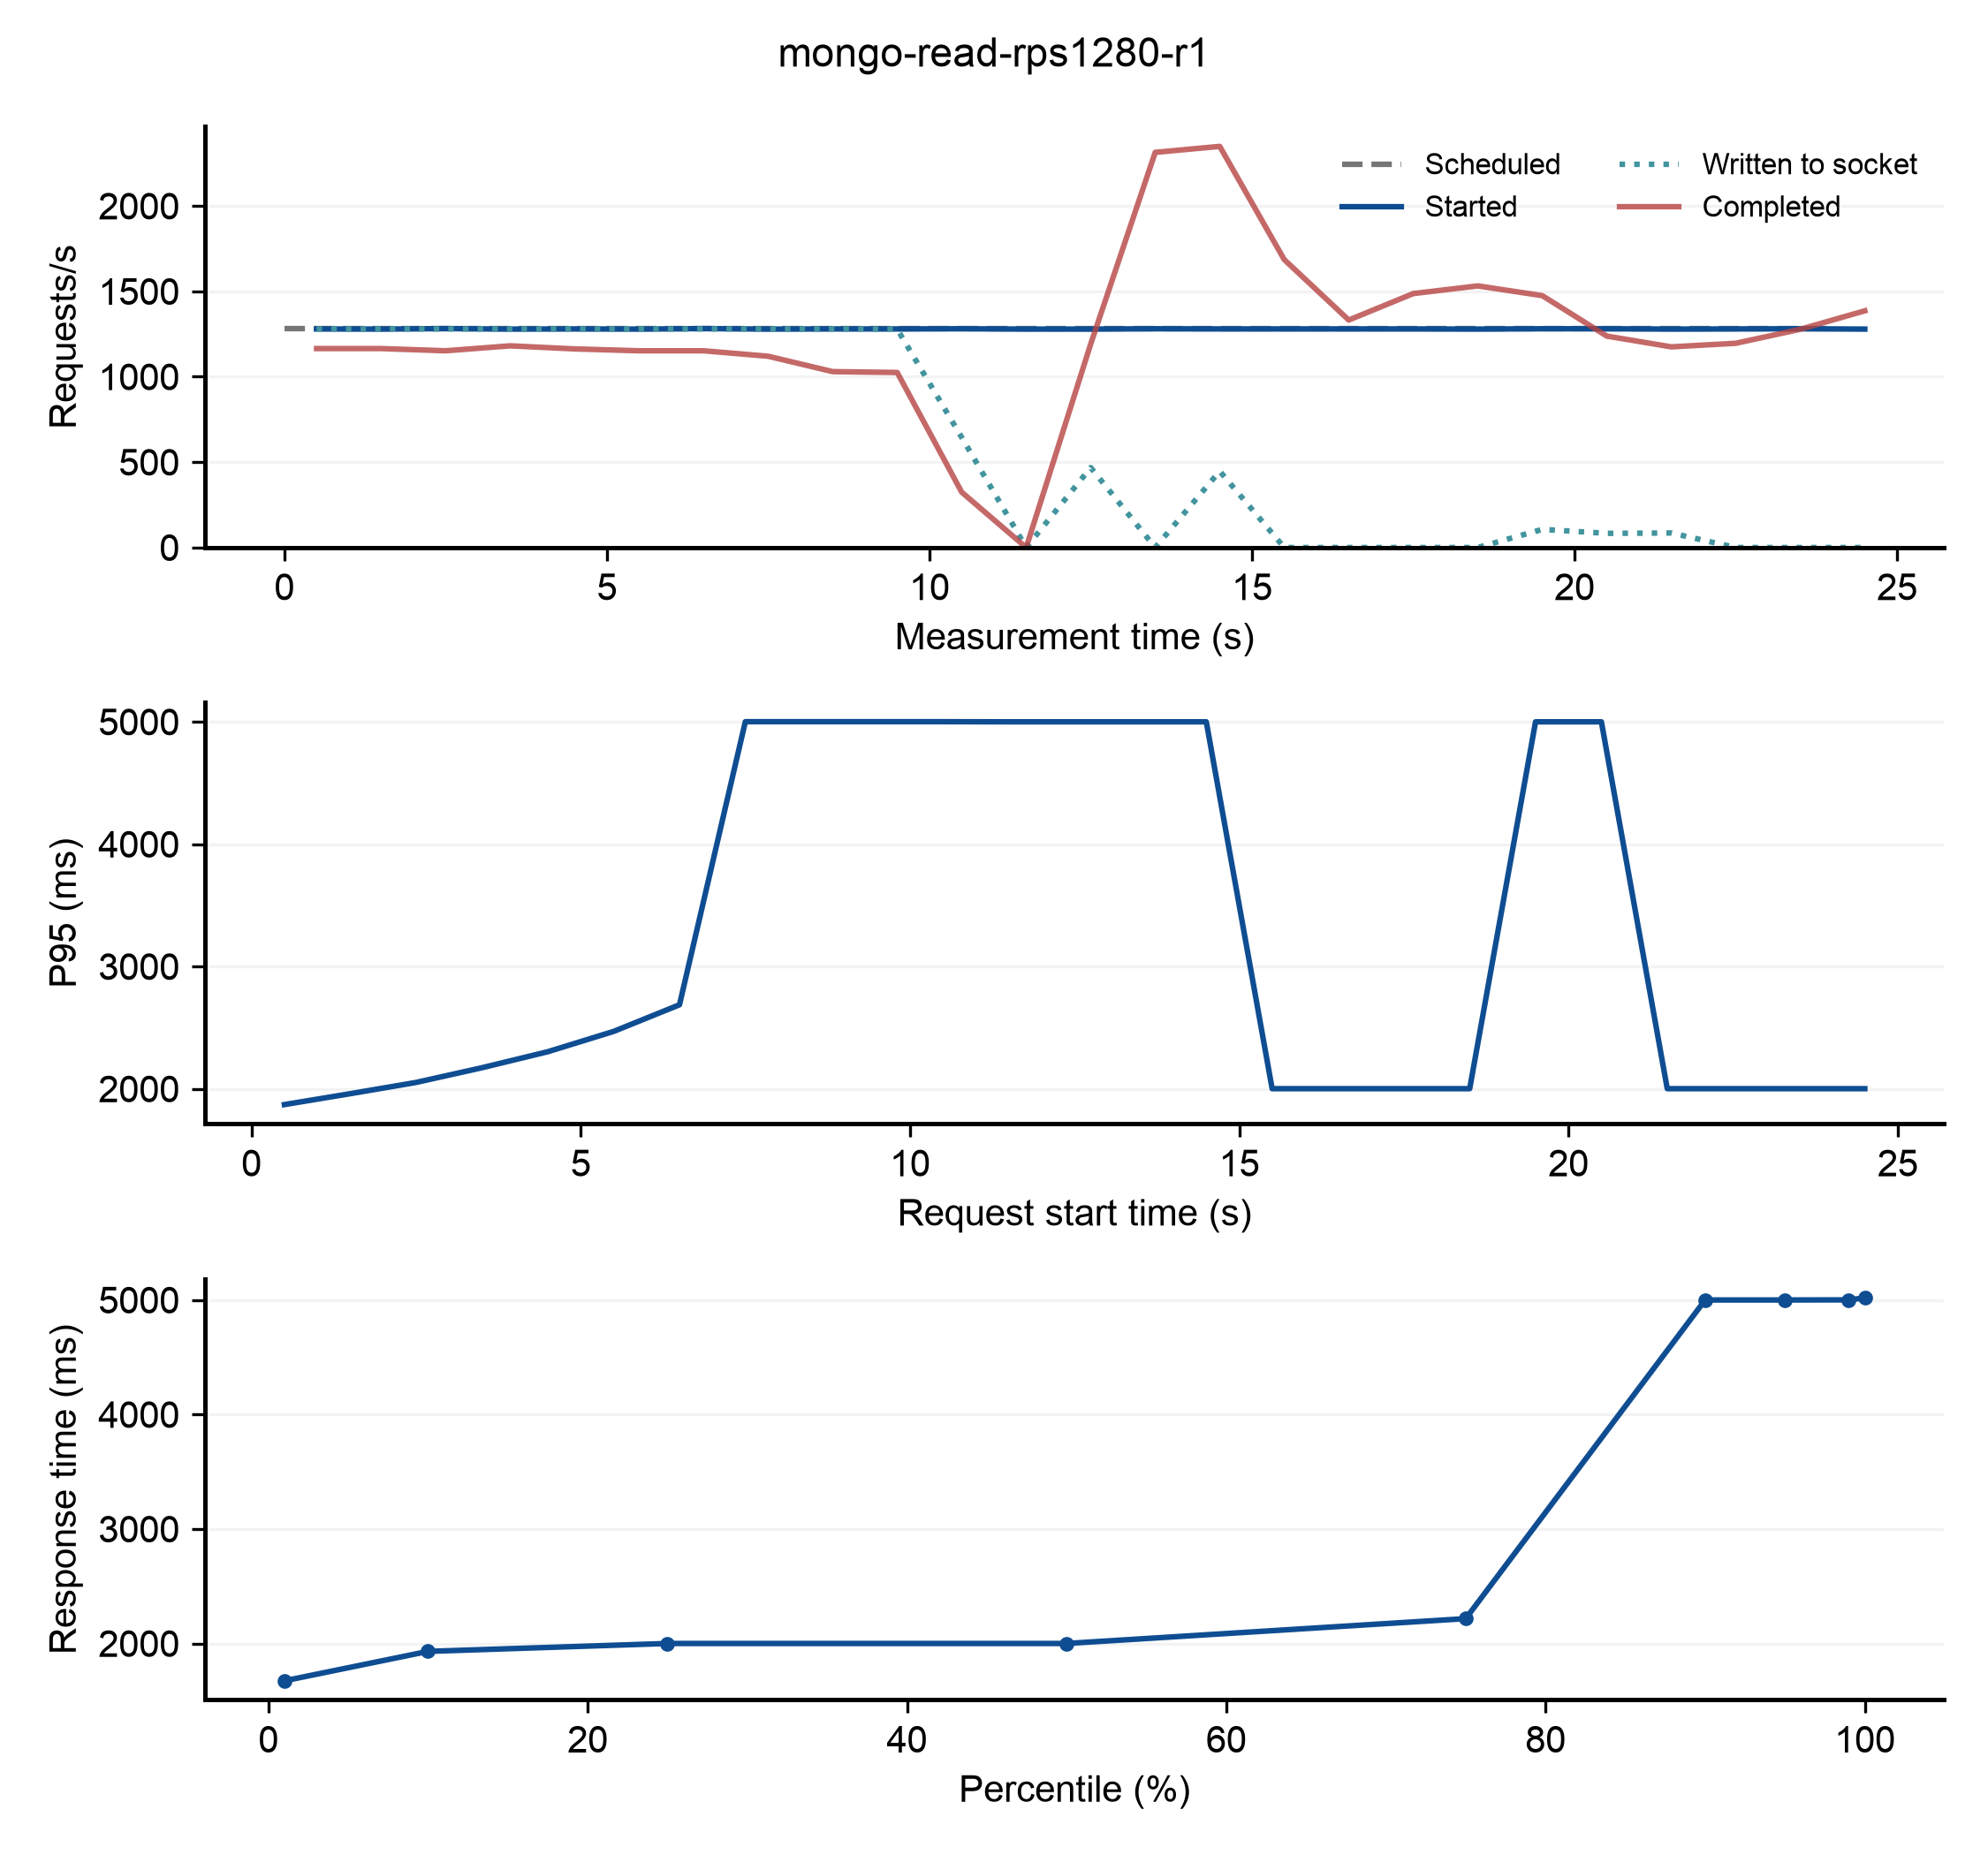 mongo-read-rps1280-r1
Scheduled
Started
Written to socket
Completed
Requests/s
2000
1500
1000
500
0
0 5 10 15 20 25
Measurement time (s)
P95 (ms)
5000
4000
3000
2000
0 5 10 15 20 25
Request start time (s)
Response time (ms)
5000
4000
3000
2000
0 20 40 60 80 100
Percentile (%)